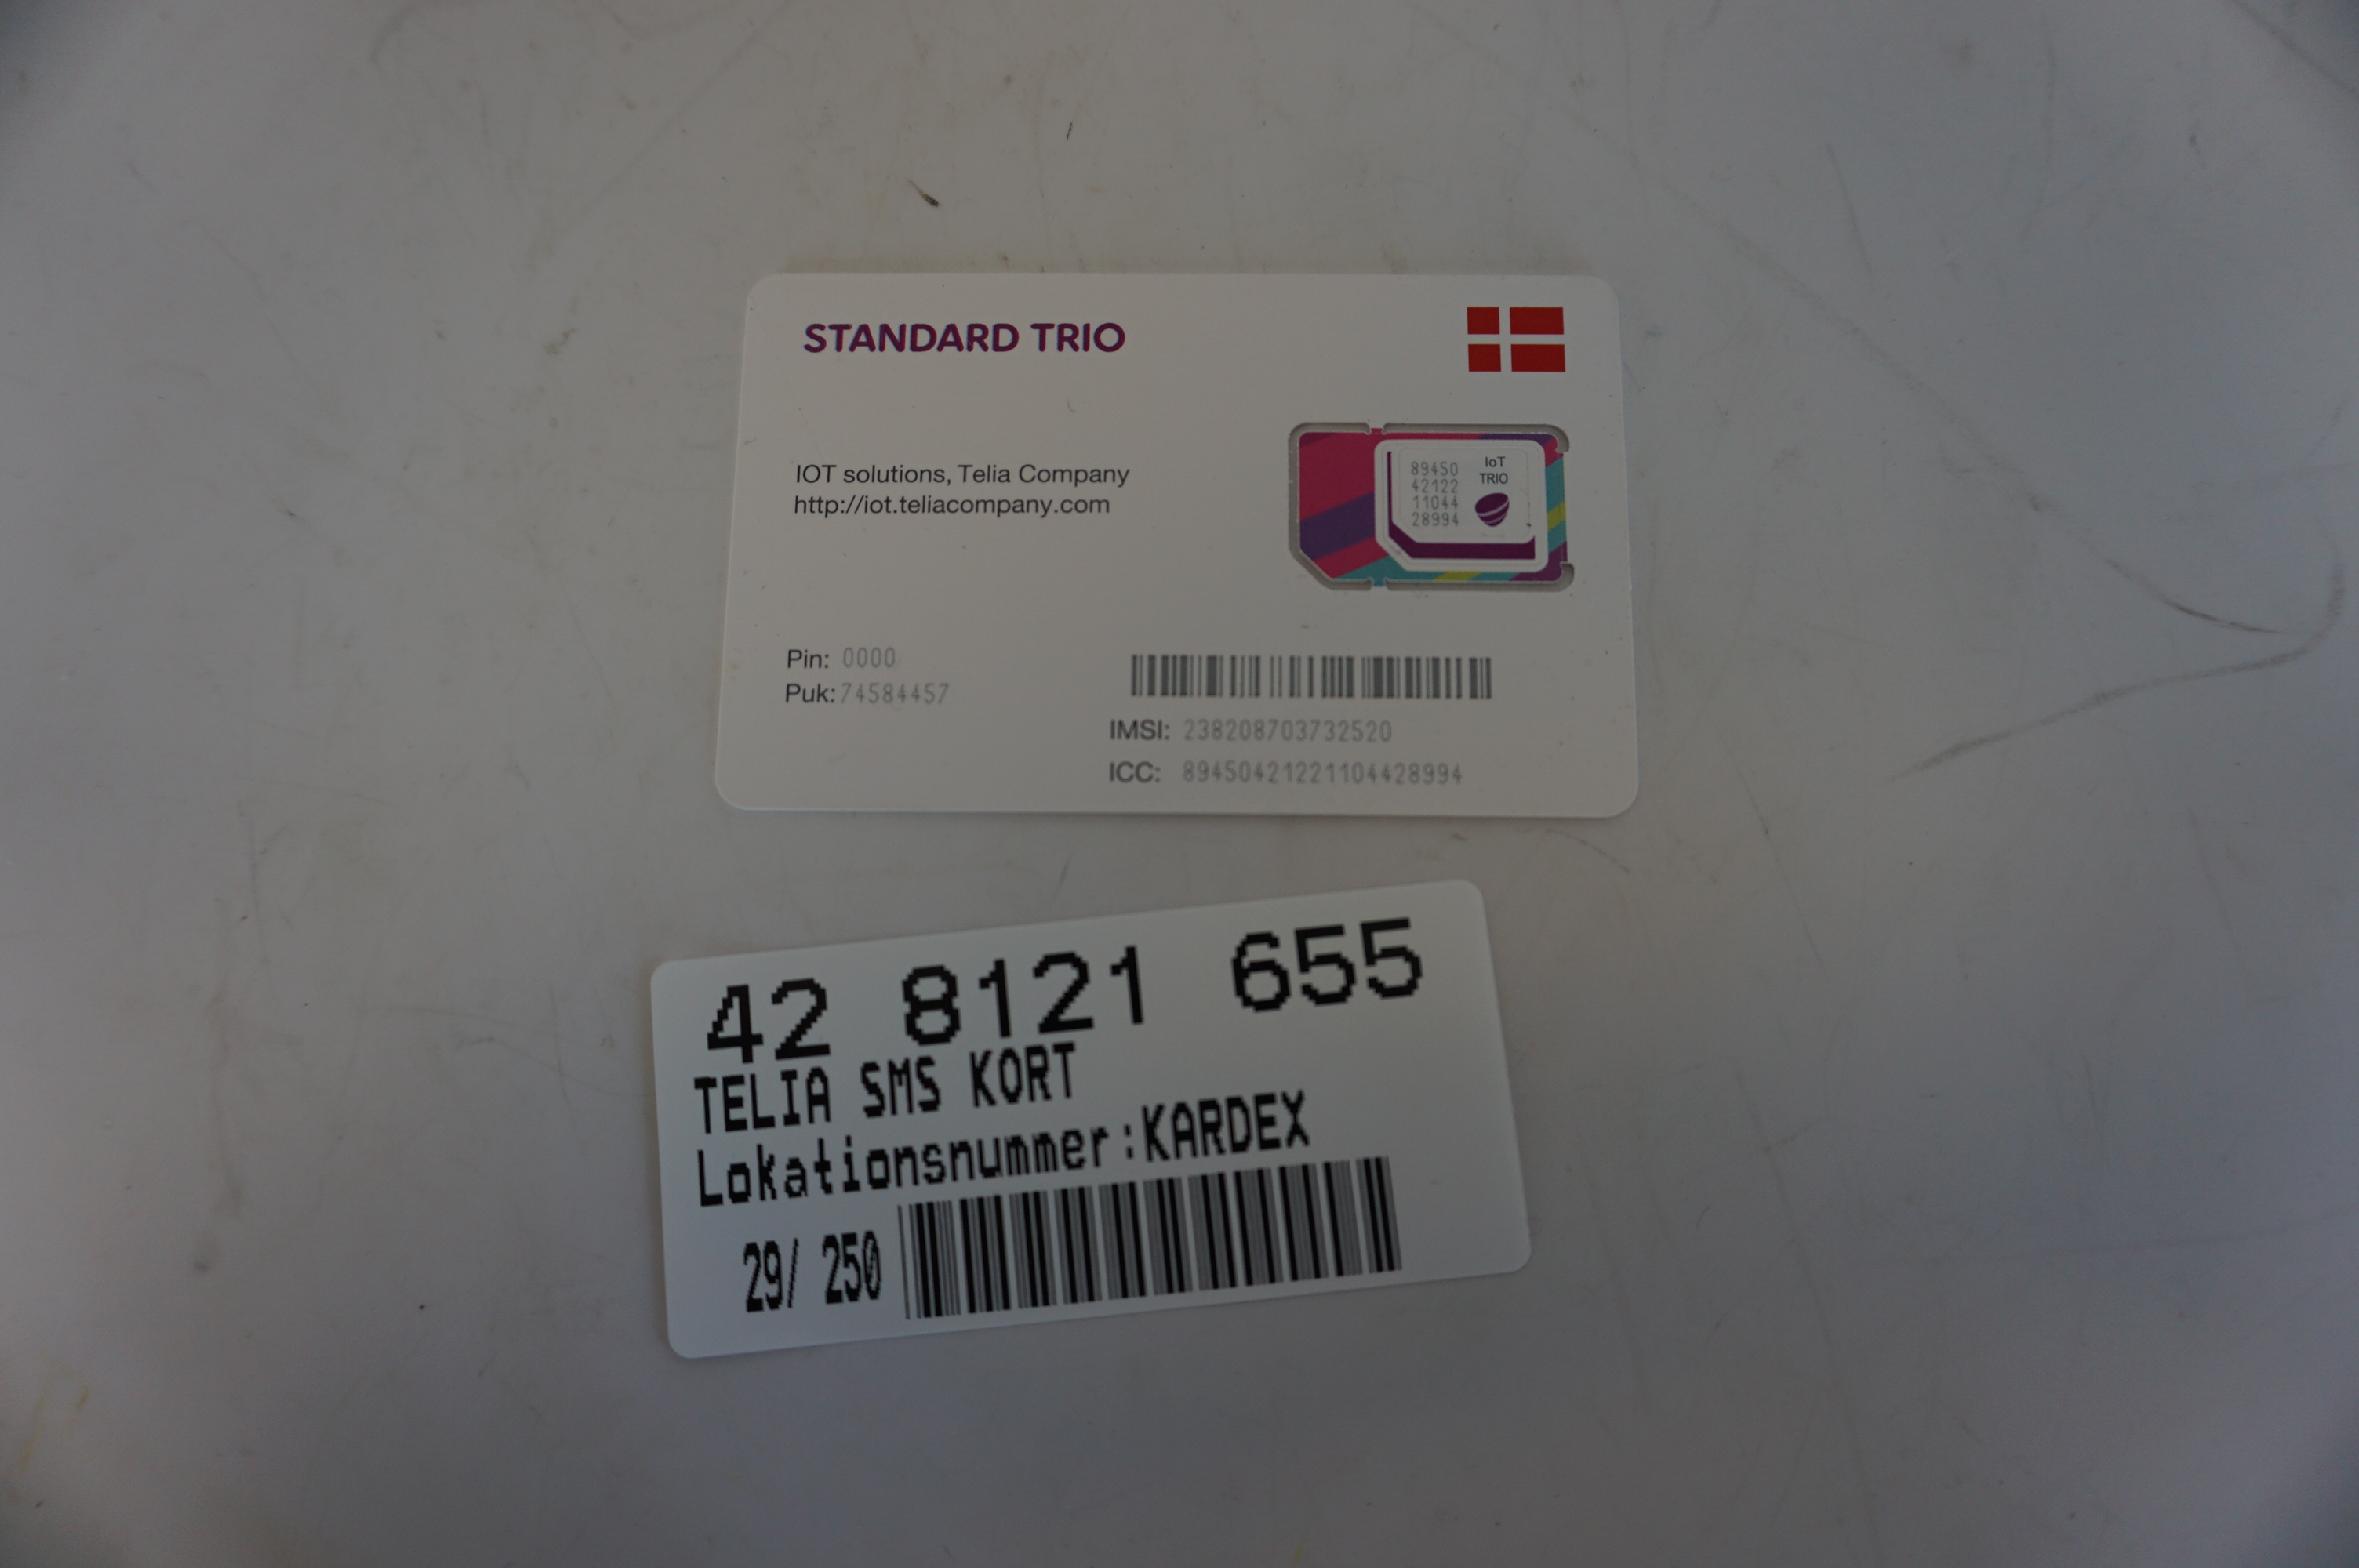 STANDARD TRIO
IOT solutions, Telia Company
http://iot.teliacompany.com
89450
42122
11044
28994
IoT
TRIO
Pin: 0000
Puk: 74584457
IMSI: 238208703732520
ICC: 89450421221104428994
42 8121 655
TELIA SMS KORT
Lokationsnummer:KARDEX
29/ 250